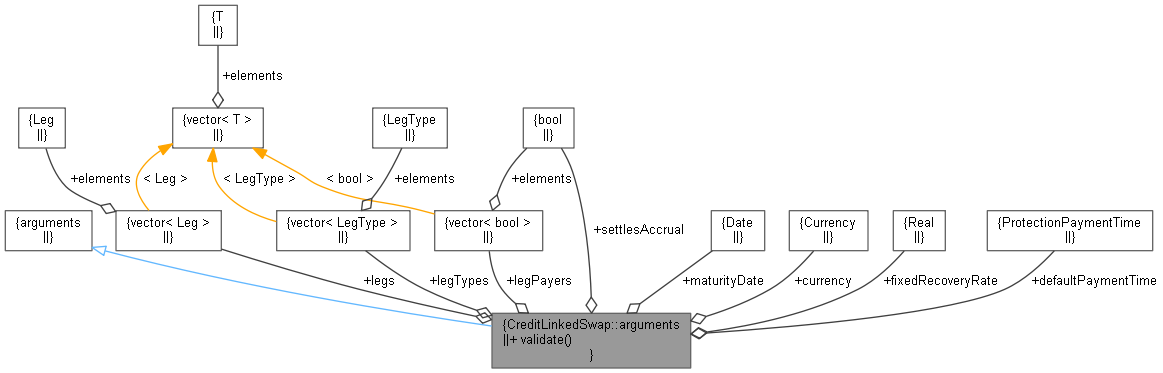 {T
||}
+elements
{Leg
||}
{vector< T >
||}
{LegType
||}
{bool
||}
+elements
< Leg >
< LegType >
< bool >
+elements
+elements
{arguments
||}
{vector< Leg >
||}
{vector< LegType >
||}
{vector< bool >
||}
+settlesAccrual
{Date
||}
{Currency
||}
{Real
||}
{ProtectionPaymentTime
||}
+legs
+legTypes
+legPayers
+maturityDate
+currency
+fixedRecoveryRate
+defaultPaymentTime
{CreditLinkedSwap::arguments
||+ validate()
}